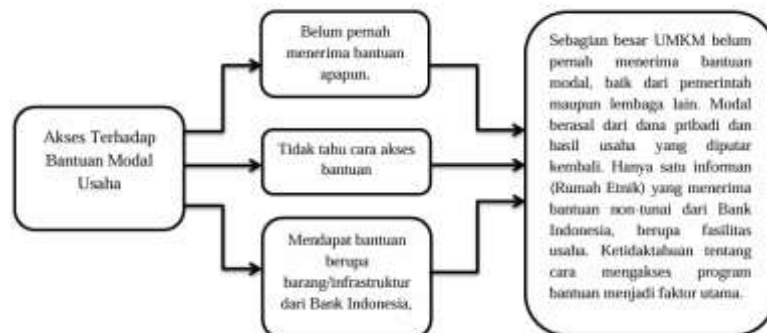 Akses Terhadap
Bantuan Modal
Usaha
Belum pernah
menerima bantuan
apapun.
Tidak tahu cara akses
bantuan
Mendapat bantuan
berupa
barang/infrastruktur
dari Bank Indonesia,
Sebagian besar UMKM belum
pernah menerima bantuan
modal, baik dari pemerintah
maupun lembaga lain. Modal
berasal dari dana pribadi dan
hasil usaha yang diputar
kembali. Hanya satu informan
(Rumah Etnik) yang menerima
bantuan non-tunai dari Bank
Indonesia, berupa fasilitas
usaha. Ketidaktahuan tentang
cara mengakses program
bantuan menjadi faktor utama.